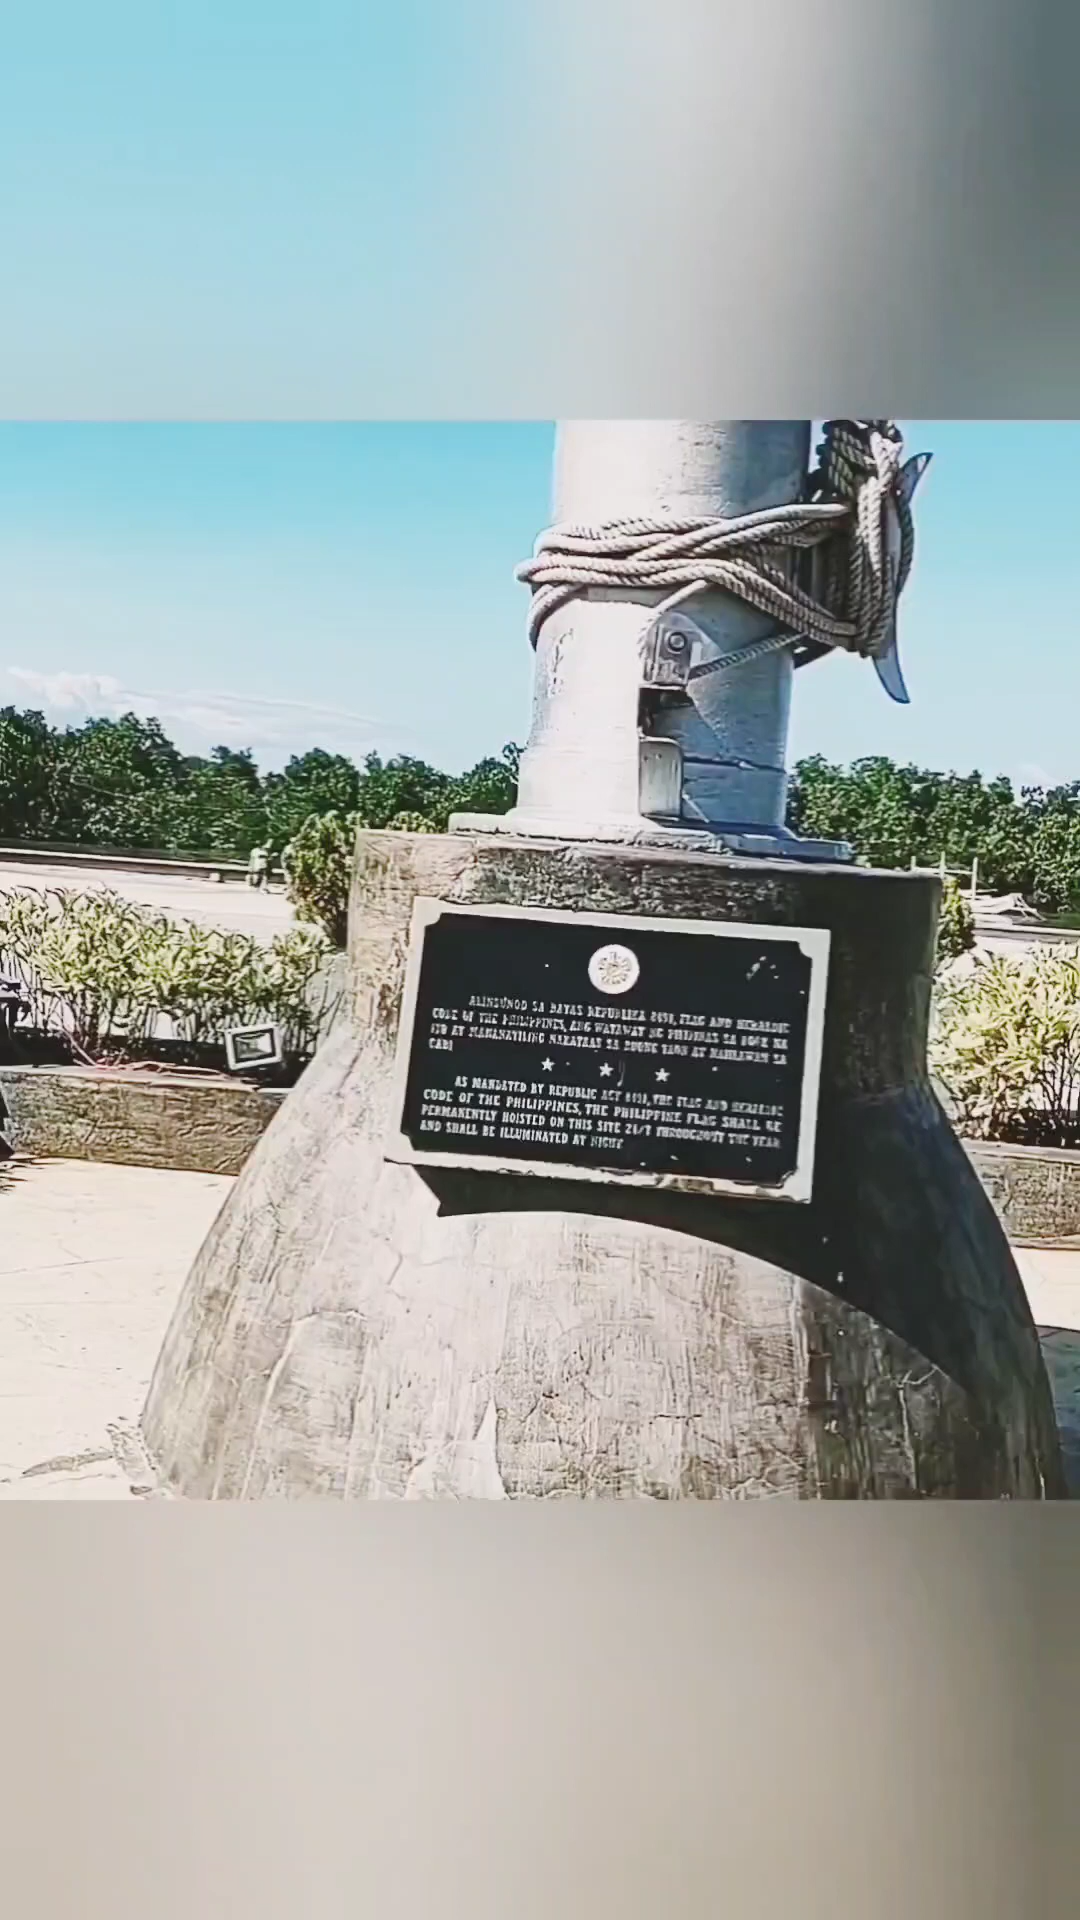 ALINSUNOD SA BATAS REPUBLIKA 8491, FLAG AND HERALDIC
CODE OF THE PHILIPPINES, ANG WATAWAT NG PILIPINAS SA POOK NA
ITO AY MANANATILING NAKATAAS SA BUONG TAON AT NAIILAWAN SA
GABI
AS MANDATED BY REPUBLIC ACT 8491, THE FLAG AND HERALDIC
CODE OF THE PHILIPPINES, THE PHILIPPINE FLAG SHALL BE
PERMANENTLY HOISTED ON THIS SITE 24/7 THROUGHOUT THE YEAR
AND SHALL BE ILLUMINATED AT NIGHT